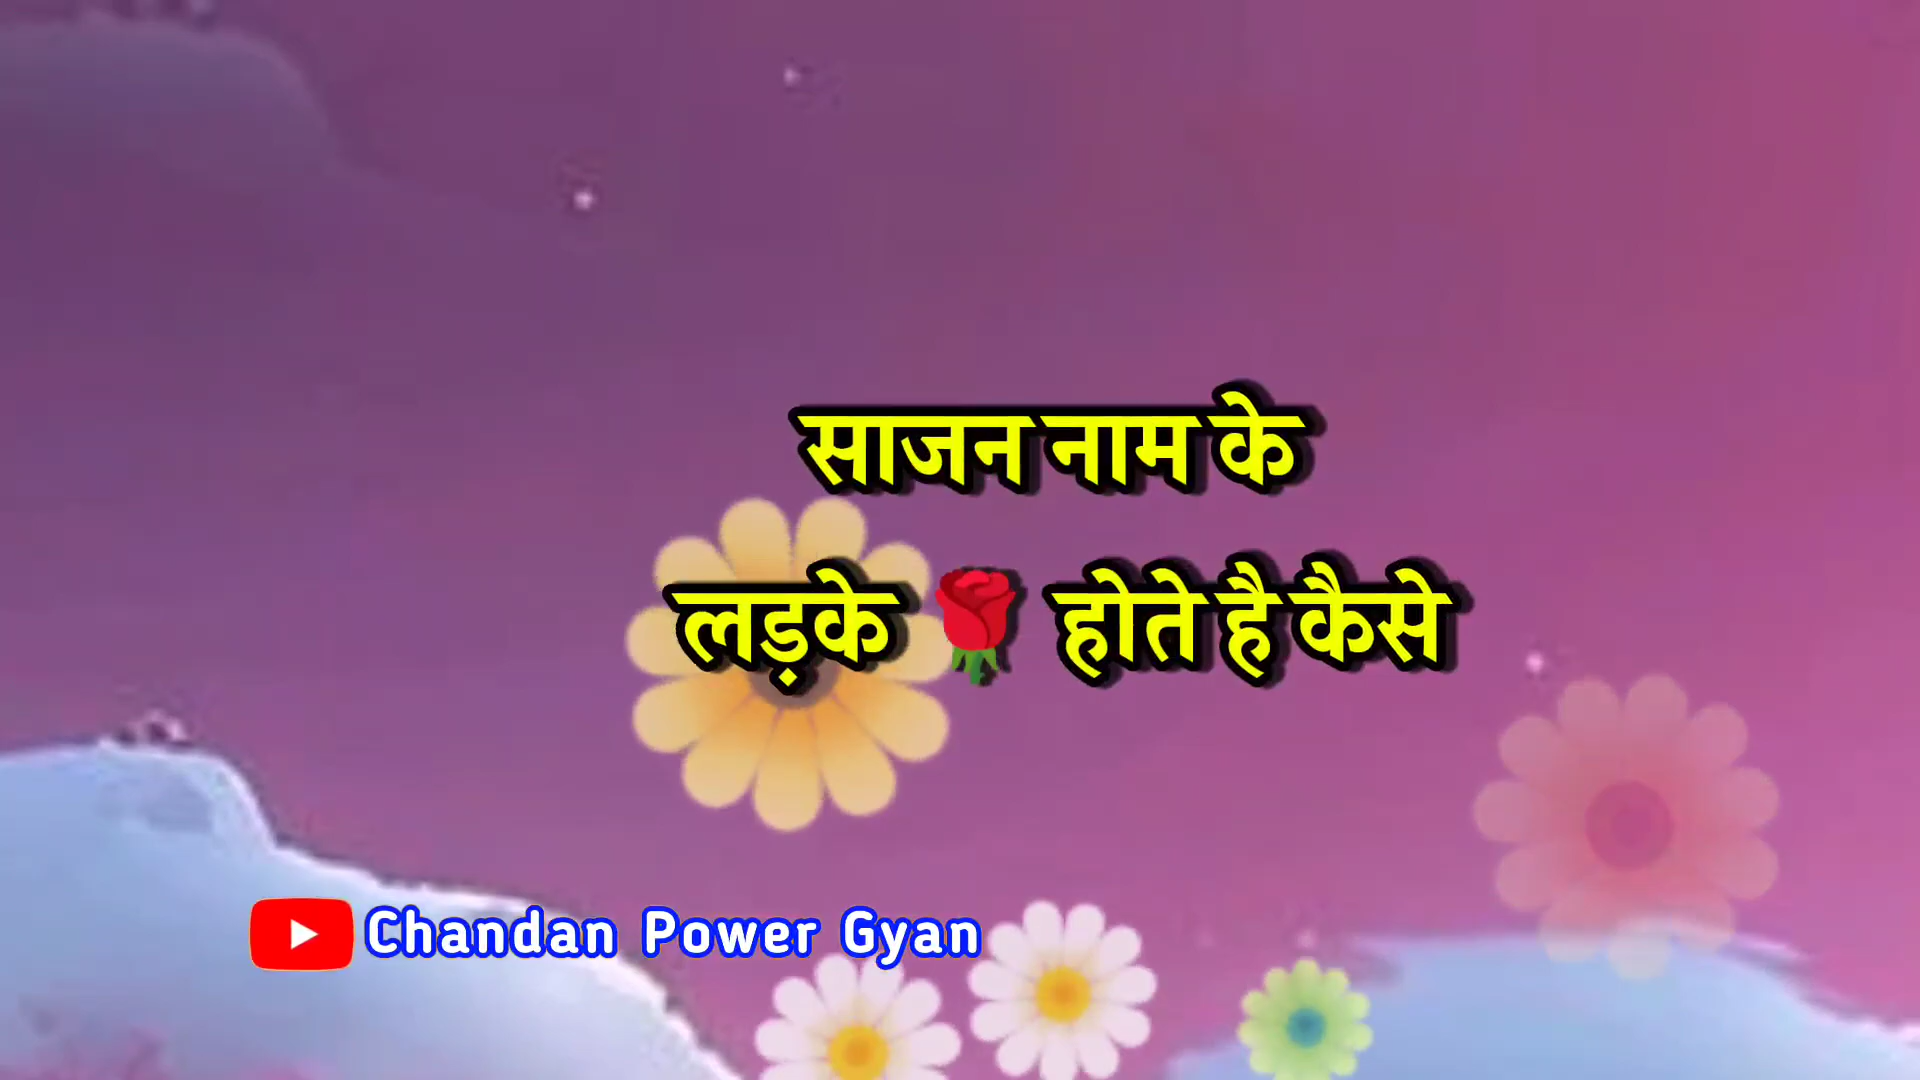 साजन नाम के
लड़के 🌹 होते है कैसे
Chandan Power Gyan